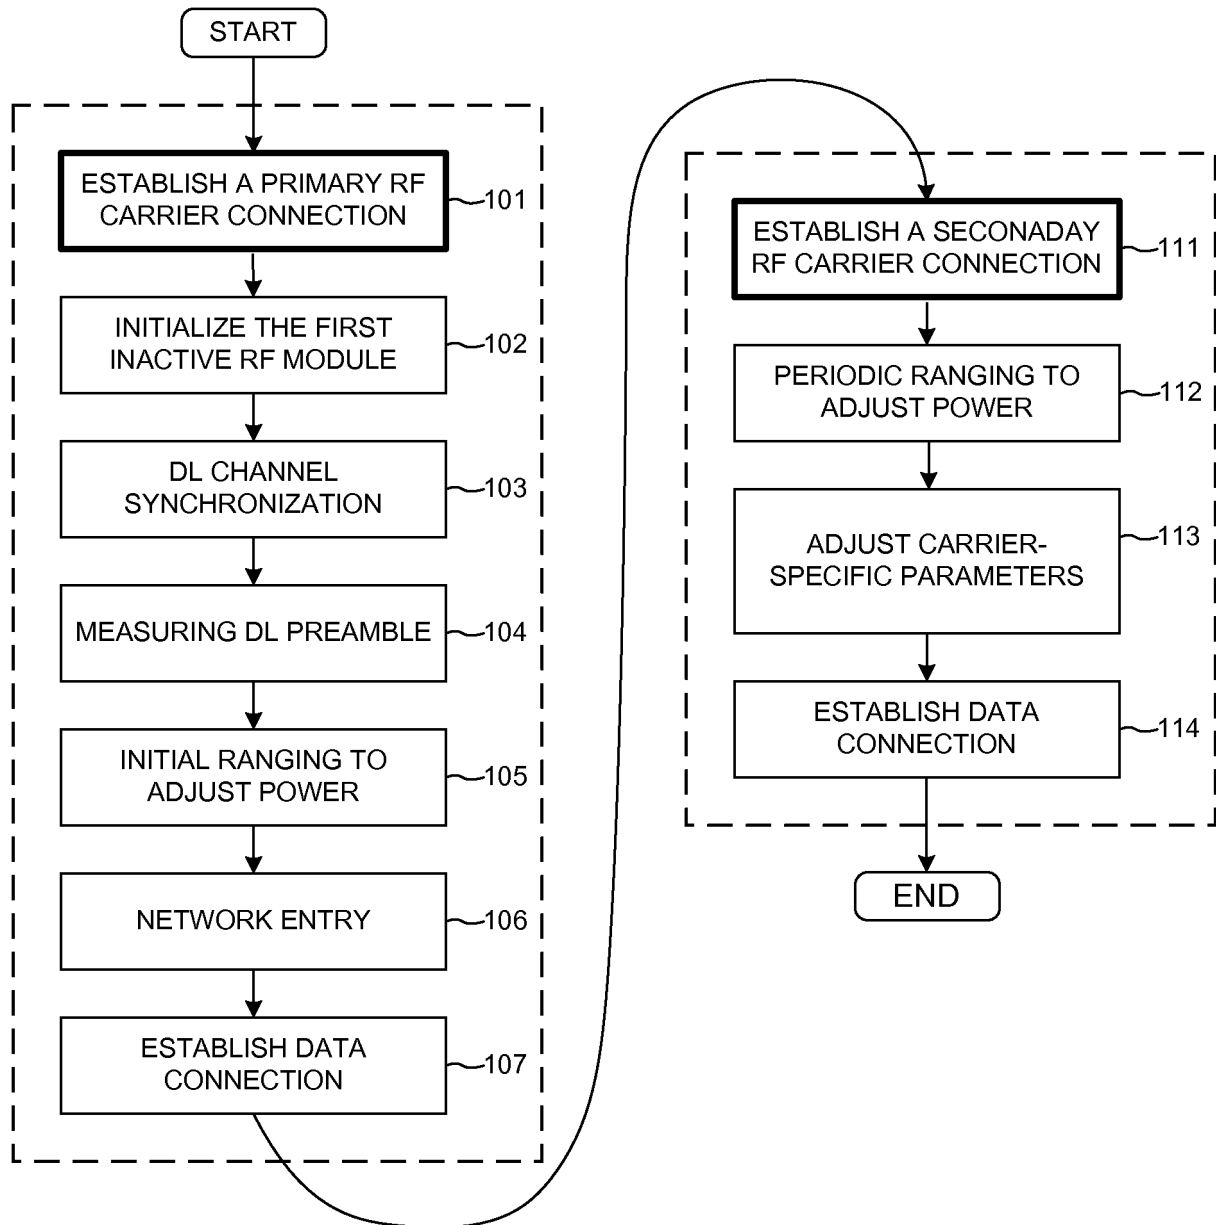 START
ESTABLISH A PRIMARY RF
CARRIER CONNECTION
101
INITIALIZE THE FIRST
INACTIVE RF MODULE
102
DL CHANNEL
SYNCHRONIZATION
103
MEASURING DL PREAMBLE
104
INITIAL RANGING TO
ADJUST POWER
105
NETWORK ENTRY
106
ESTABLISH DATA
CONNECTION
107
ESTABLISH A SECONADAY
RF CARRIER CONNECTION
111
PERIODIC RANGING TO
ADJUST POWER
112
ADJUST CARRIER-
SPECIFIC PARAMETERS
113
ESTABLISH DATA
CONNECTION
114
END